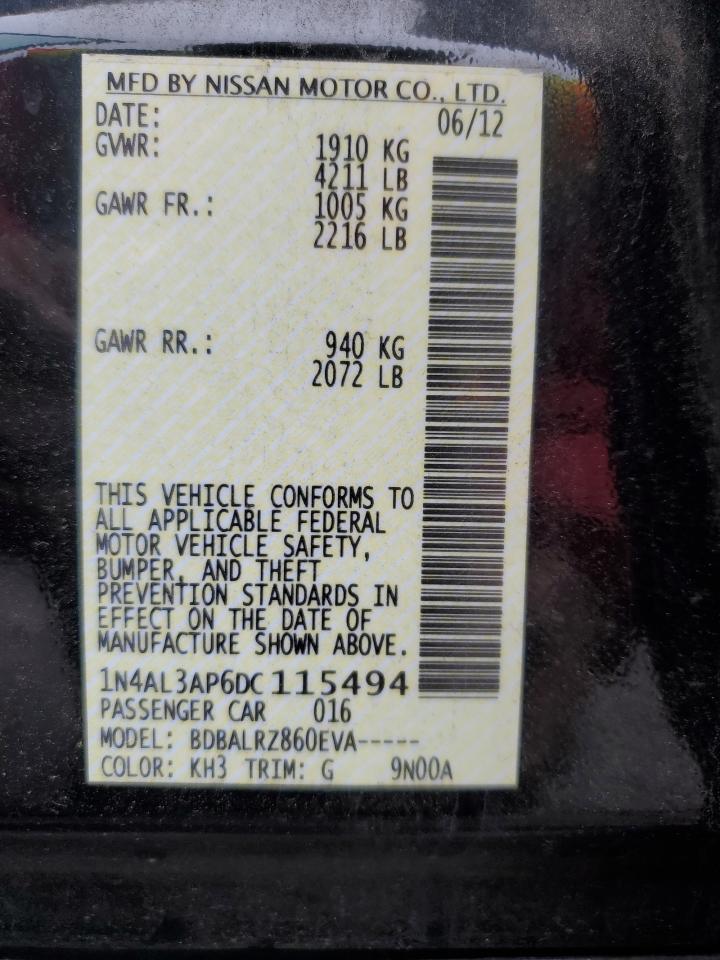 MFD BY NISSAN MOTOR CO., LTD.
DATE: 06/12
GVWR: 1910 KG
4211 LB
GAWR FR.: 1005 KG
2216 LB
GAWR RR.: 940 KG
2072 LB
THIS VEHICLE CONFORMS TO
ALL APPLICABLE FEDERAL
MOTOR VEHICLE SAFETY,
BUMPER, AND THEFT
PREVENTION STANDARDS IN
EFFECT ON THE DATE OF
MANUFACTURE SHOWN ABOVE.
1N4AL3AP6DC115494
PASSENGER CAR 016
MODEL: BDBALRZ860EVA-----
COLOR: KH3 TRIM: G 9N00A